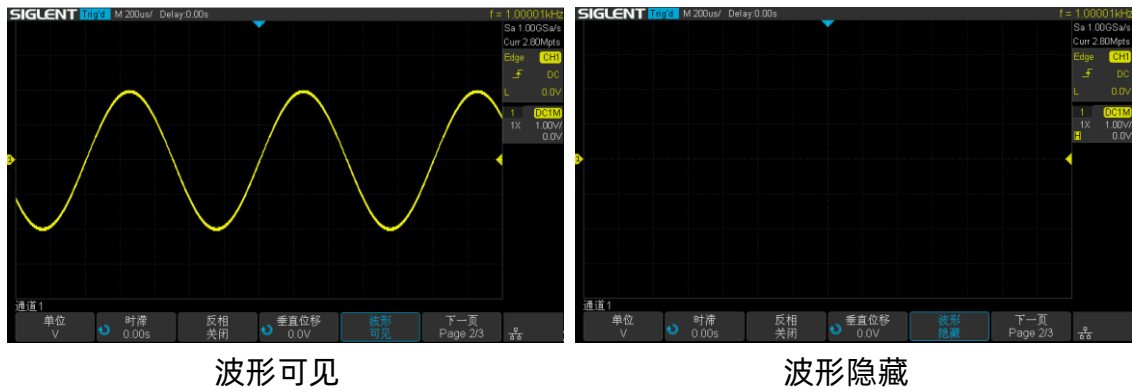 SIGLENT Trig'd M 200us/ Delay:0.00s f = 1.00001kHz
Sa 1.00GSa/s
Curr 2.80Mpts
Edge CH1
DC
L 0.0V
1 DC1M
1X 1.00V/
0.0V
1
通道1
单位 时滞 反相 垂直位移 波形 下一页
V 0.00s 关闭 0.0V 可见 Page 2/3
波形可见
SIGLENT Trig'd M 200us/ Delay:0.00s f = 1.00001kHz
Sa 1.00GSa/s
Curr 2.80Mpts
Edge CH1
DC
L 0.0V
1 DC1M
1X 1.00V/
H 0.0V
1
通道1
单位 时滞 反相 垂直位移 波形 下一页
V 0.00s 关闭 0.0V 隐藏 Page 2/3
波形隐藏